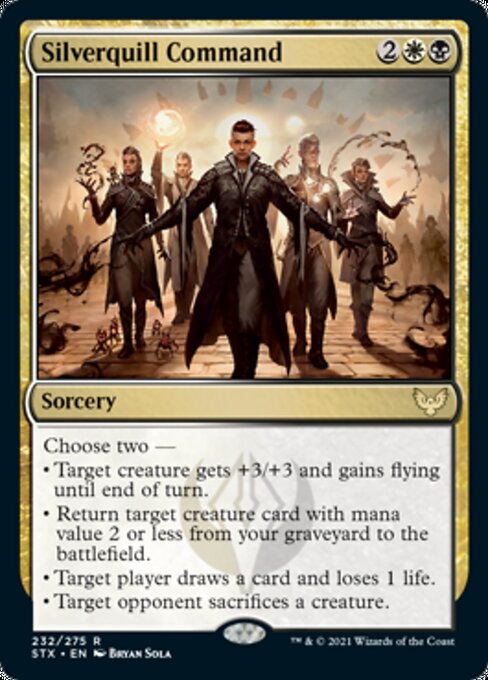 Silverquill Command 2
Sorcery
Choose two —
• Target creature gets +3/+3 and gains flying
until end of turn.
• Return target creature card with mana
value 2 or less from your graveyard to the
battlefield.
• Target player draws a card and loses 1 life.
• Target opponent sacrifices a creature.
232/275 R
STX • EN Bryan Sola
™ & © 2021 Wizards of the Coast